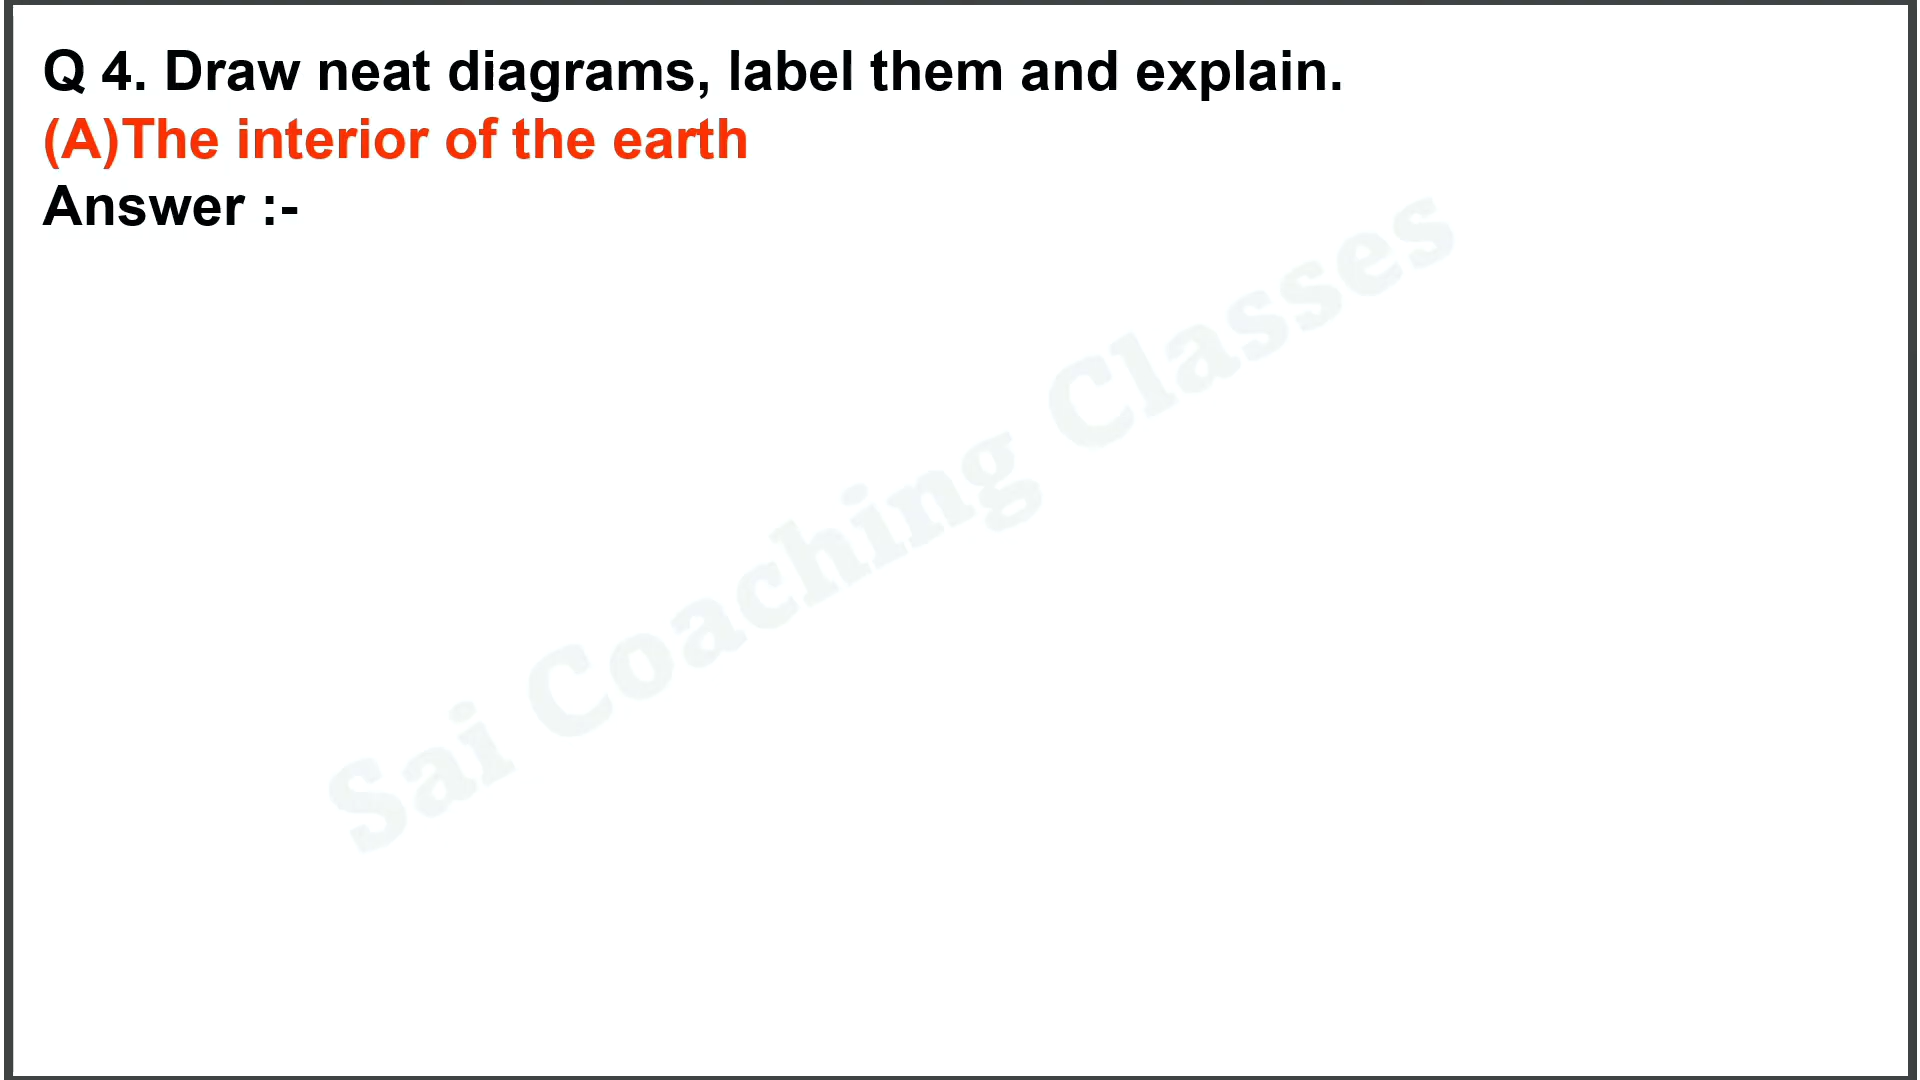 Q 4. Draw neat diagrams, label them and explain.
(A)The interior of the earth
Answer :-
Sai Coaching Classes